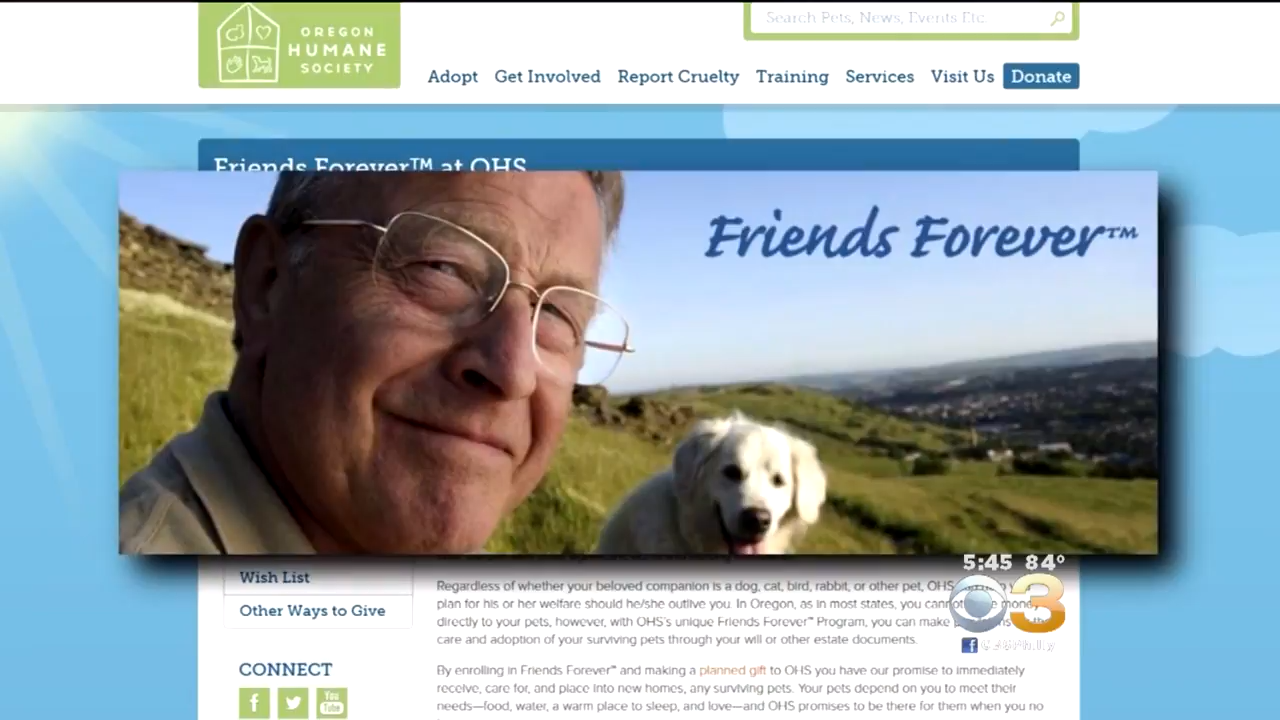 OREGON
HUMANE
SOCIETY
Search Pets, News, Events Etc.
Adopt Get Involved Report Cruelty Training Services Visit Us Donate
Friends Forever™ at OHS
Friends Forever™
Wish List
Other Ways to Give
CONNECT
You
Tube
Regardless of whether your beloved companion is a dog, cat, bird, rabbit, or other pet, OHS
plan for his or her welfare should he/she outlive you. In Oregon, as in most states, you cannot money
directly to your pets, however, with OHS's unique Friends Forever™ Program, you can make
care and adoption of your surviving pets through your will or other estate documents.
By enrolling in Friends Forever™ and making a planned gift to OHS you have our promise to immediately
receive, care for, and place into new homes, any surviving pets. Your pets depend on you to meet their
needs—food, water, a warm place to sleep, and love—and OHS promises to be there for them when you no
5:45 84°
3
f CBSPhilly